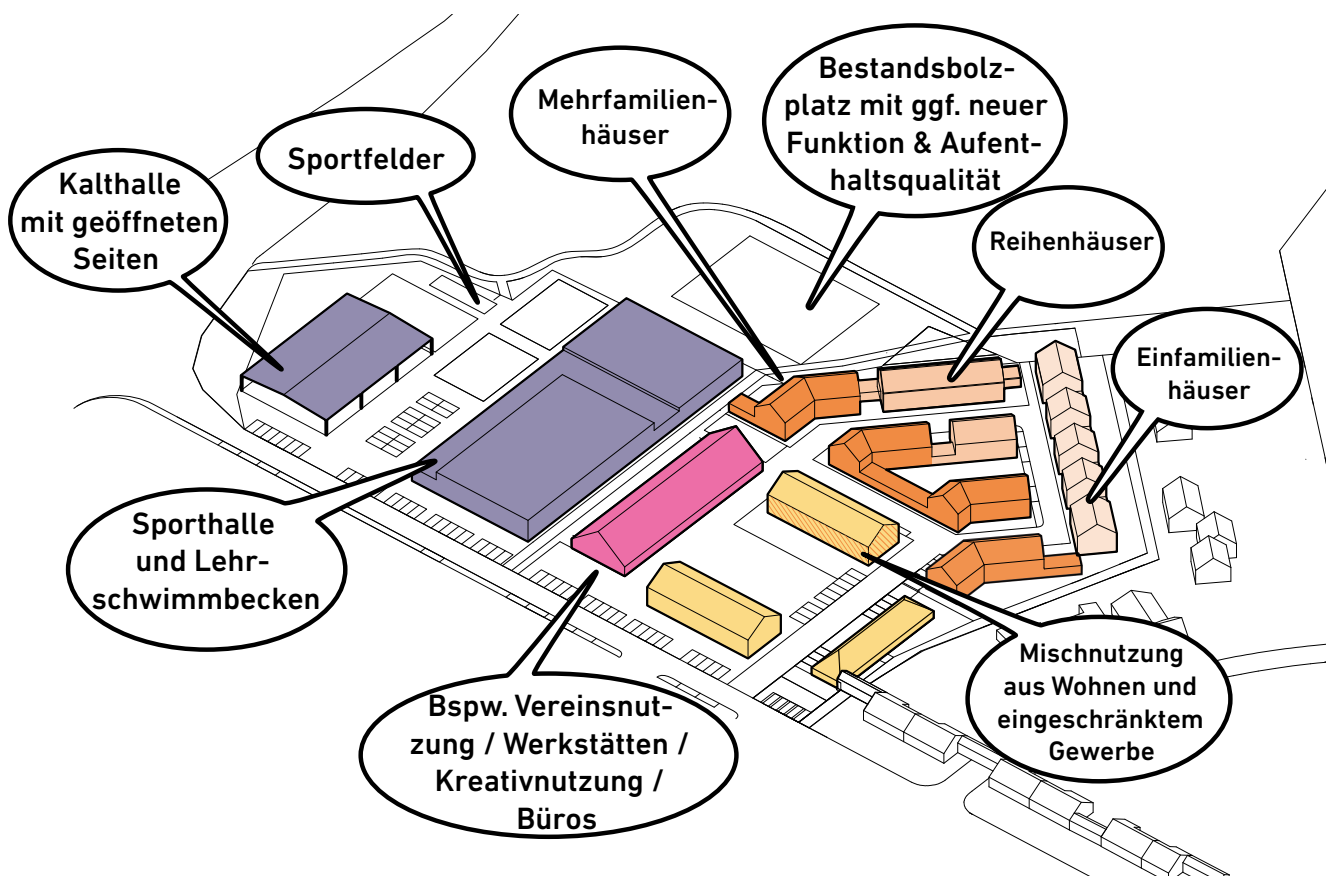 Bestandsbolz-
platz mit ggf. neuer
Funktion & Aufent-
haltsqualität
Mehrfamilien-
häuser
Sportfelder
Kalthalle
mit geöffneten
Seiten
Reihenhäuser
Einfamilien-
häuser
Sporthalle
und Lehr-
schwimmbecken
Mischnutzung
aus Wohnen und
eingeschränktem
Gewerbe
Bspw. Vereinsnut-
zung / Werkstätten /
Kreativnutzung /
Büros